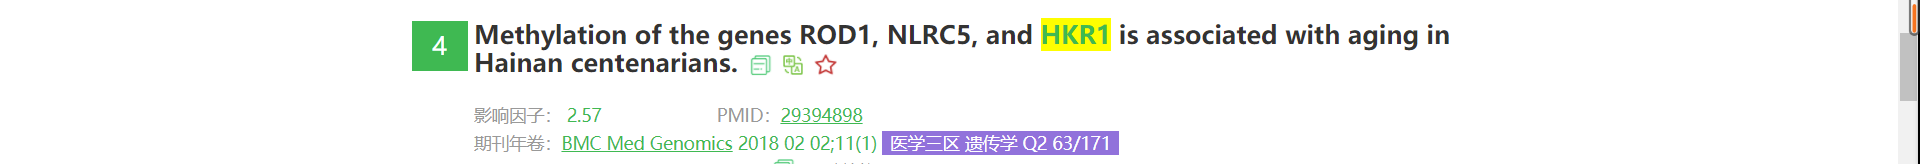 4
Methylation of the genes ROD1, NLRC5, and HKR1 is associated with aging in
Hainan centenarians.
影响因子： 2.57 PMID：29394898
期刊年卷：BMC Med Genomics 2018 02 02;11(1) 医学三区 遗传学 Q2 63/171